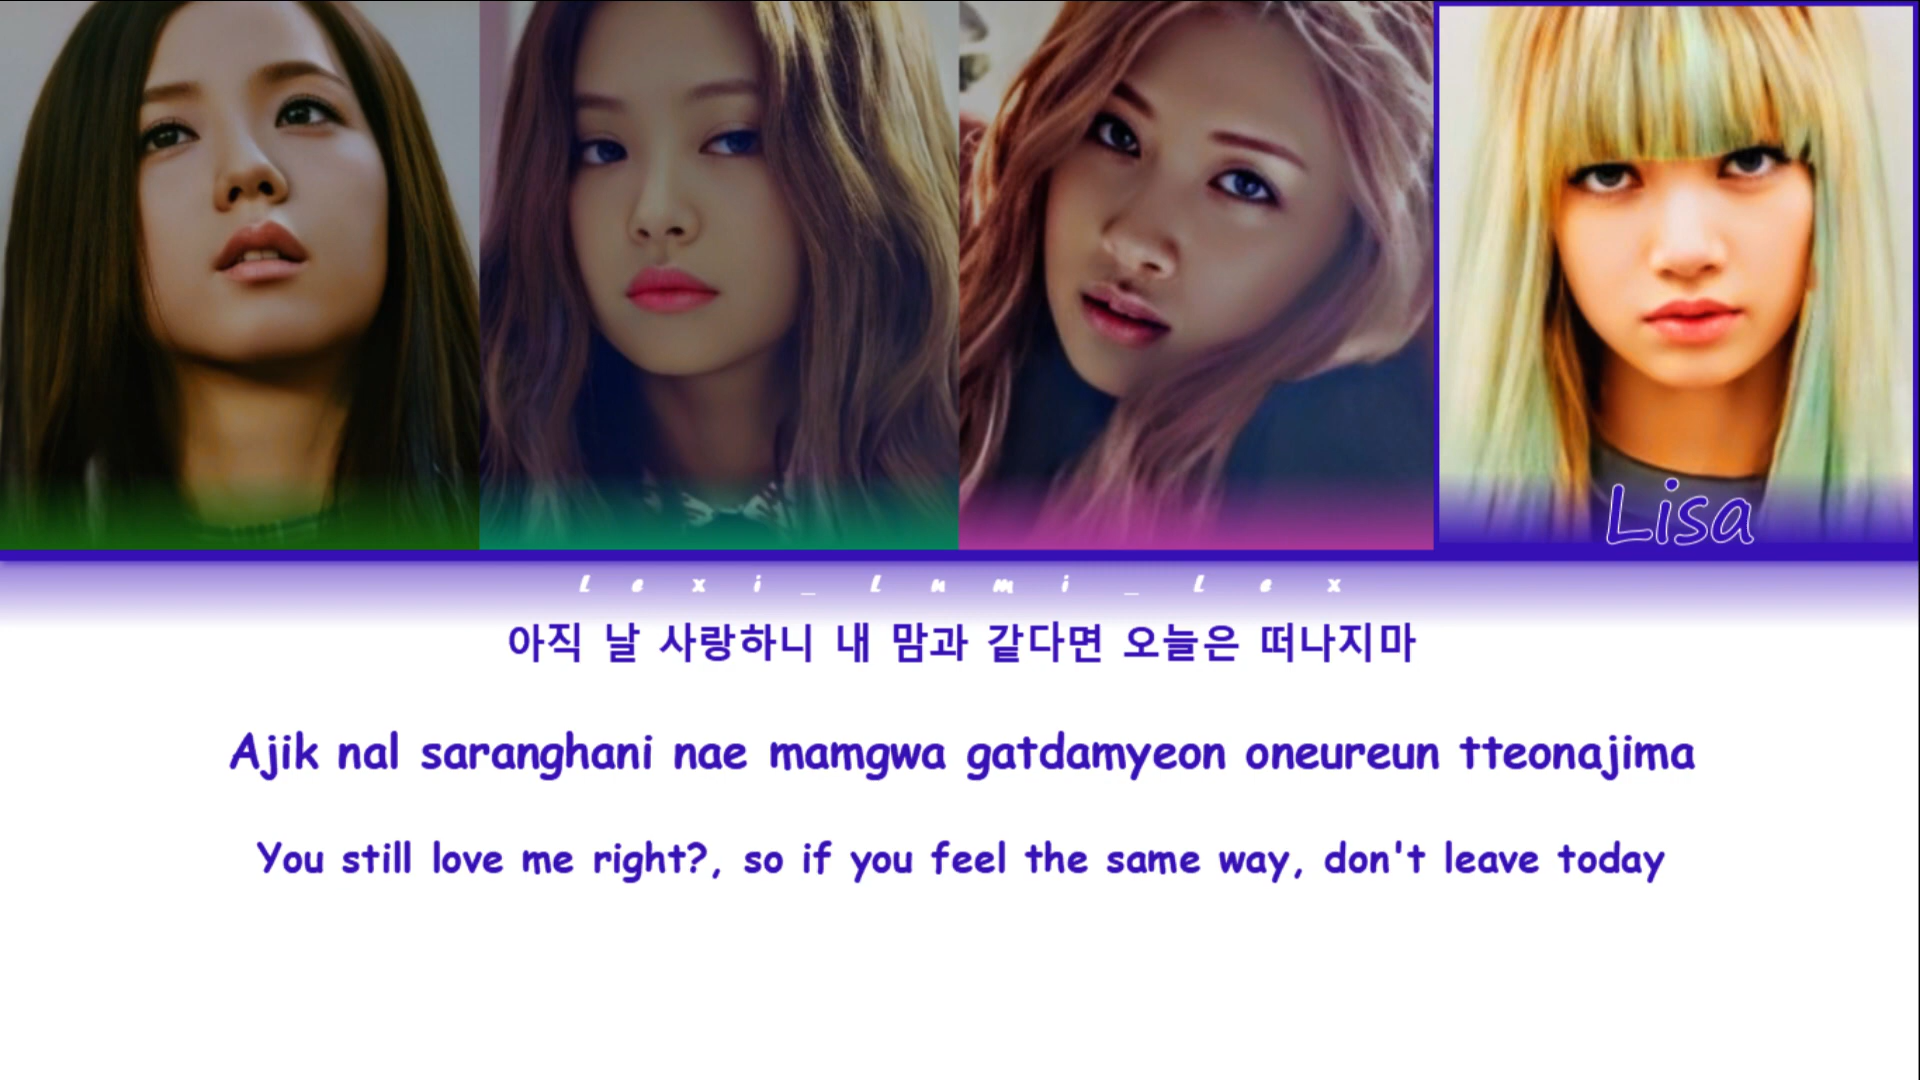 Lisa
Lexi_Lumi_Lex
아직 날 사랑하니 내 맘과 같다면 오늘은 떠나지마
Ajik nal saranghani nae mamgwa gatdamyeon oneureun tteonajima
You still love me right?, so if you feel the same way, don't leave today